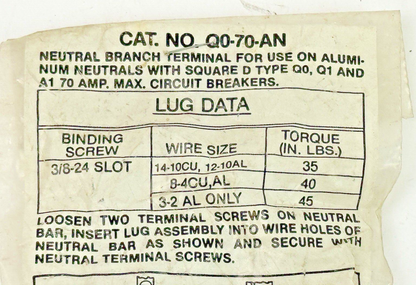 CAT. NO. Q0-70-AN
NEUTRAL BRANCH TERMINAL FOR USE ON ALUMI-
NUM NEUTRALS WITH SQUARE D TYPE Q0, Q1 AND
A1 70 AMP. MAX. CIRCUIT BREAKERS.
LUG DATA
BINDING SCREW WIRE SIZE TORQUE (IN. LBS.)
3/8-24 SLOT 14-10CU, 12-10AL 35
8-4CU,AL 40
3-2 AL ONLY 45
LOOSEN TWO TERMINAL SCREWS ON NEUTRAL
BAR, INSERT LUG ASSEMBLY INTO WIRE HOLES OF
NEUTRAL BAR AS SHOWN AND SECURE WITH
NEUTRAL TERMINAL SCREWS.